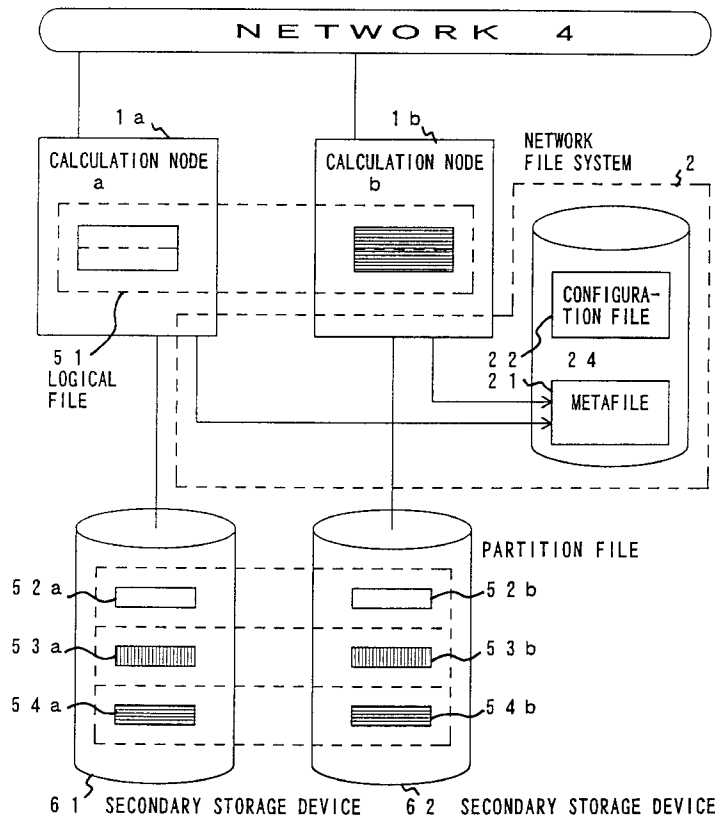 NETWORK 4
1a
1b
CALCULATION NODE
a
CALCULATION NODE
b
NETWORK
FILE SYSTEM
2
CONFIGURA-
TION FILE
22
24
21
METAFILE
51
LOGICAL
FILE
PARTITION FILE
52a
52b
53a
53b
54a
54b
61 SECONDARY STORAGE DEVICE
62 SECONDARY STORAGE DEVICE